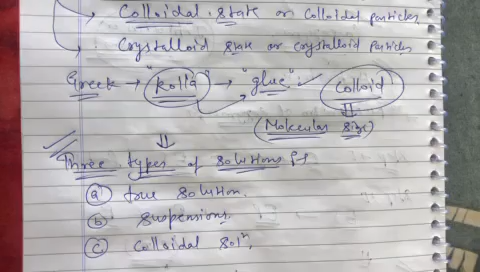 Colloidal state or colloidal particles
Crystalloid state or crystalloid particles
Greek → "Kolla" → "glue" Colloid
(Molecular size)
Three types of solutions
(a) true solution.
(b) suspensions.
(c) Colloidal solⁿ.